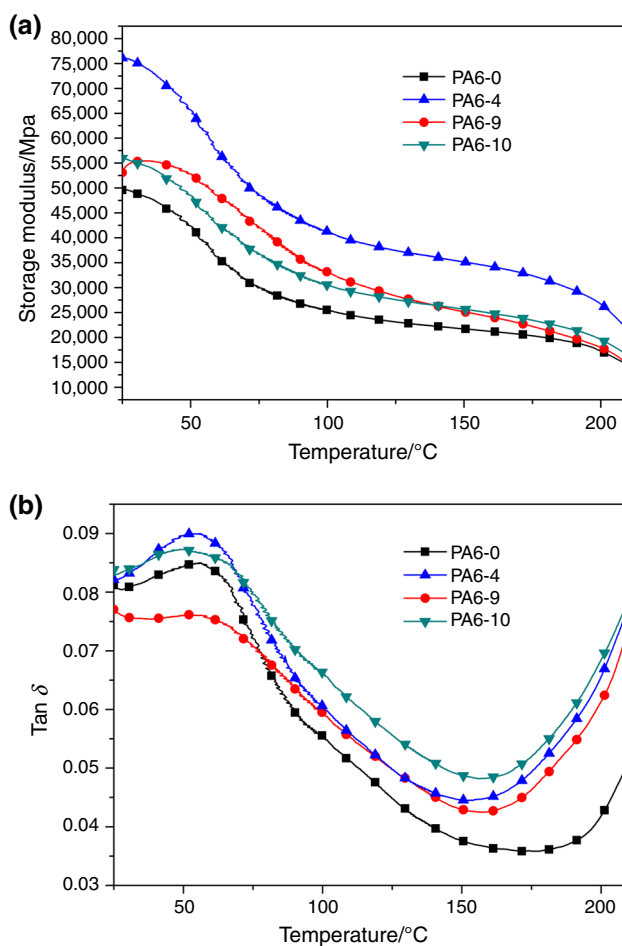 (a)
80,000
75,000
70,000
65,000
60,000
55,000
50,000
45,000
40,000
35,000
30,000
25,000
20,000
15,000
10,000
Storage modulus/Mpa
PA6-0
PA6-4
PA6-9
PA6-10
50 100 150 200
Temperature/°C
(b)
0.09
0.08
0.07
0.06
0.05
0.04
0.03
Tan δ
PA6-0
PA6-4
PA6-9
PA6-10
50 100 150 200
Temperature/°C